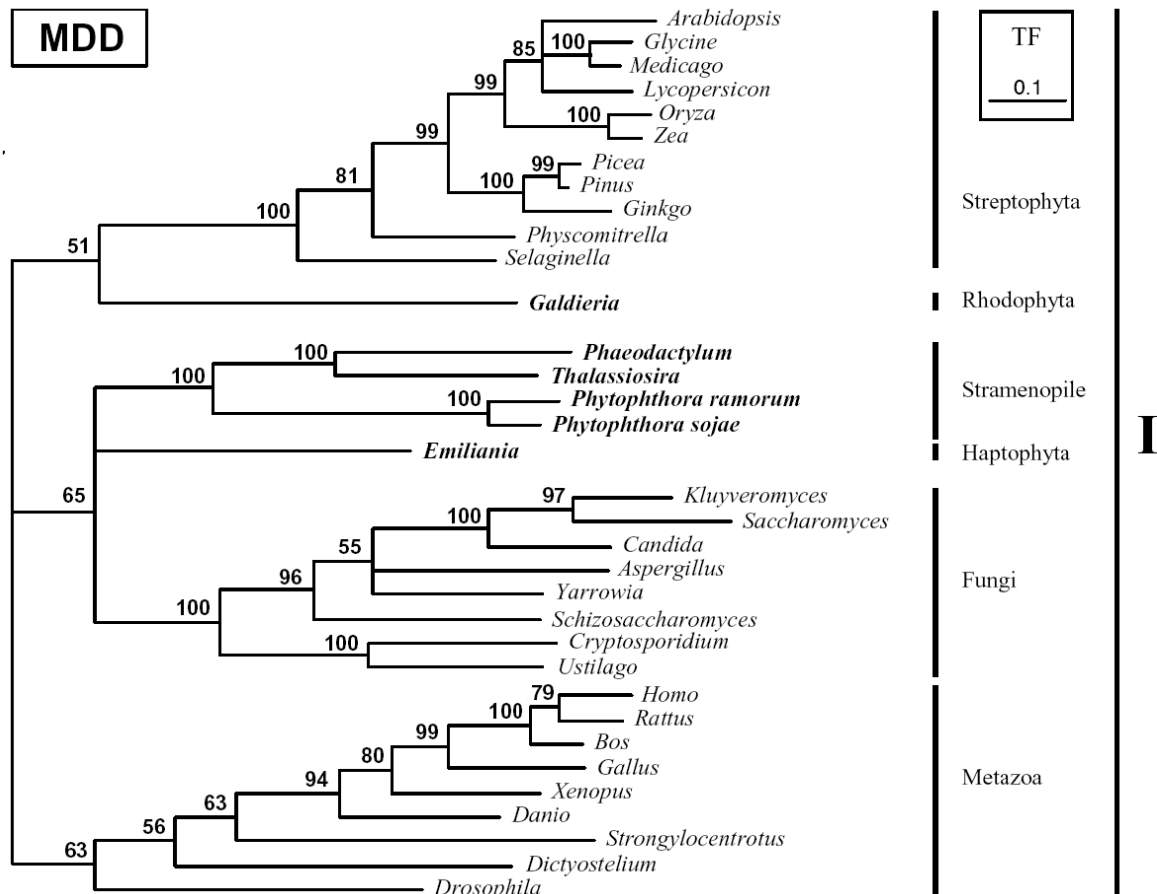 MDD
TF
0.1
Arabidopsis
85
100
Glycine
Medicago
99
Lycopersicon
100
Oryza
Zea
99
99
Picea
Pinus
81
100
Ginkgo
Streptophyta
100
Physcomitrella
51
Selaginella
Galdieria
Rhodophyta
100
Phaeodactylum
100
Thalassiosira
Stramenopile
100
Phytophthora ramorum
Phytophthora sojae
I
Emiliania
Haptophyta
65
97
Kluyveromyces
100
Saccharomyces
Candida
55
Aspergillus
Fungi
96
Yarrowia
100
Schizosaccharomyces
100
Cryptosporidium
Ustilago
79
Homo
100
Rattus
99
Bos
80
Gallus
Metazoa
94
Xenopus
63
Danio
56
Strongylocentrotus
63
Dictyostelium
Drosophila